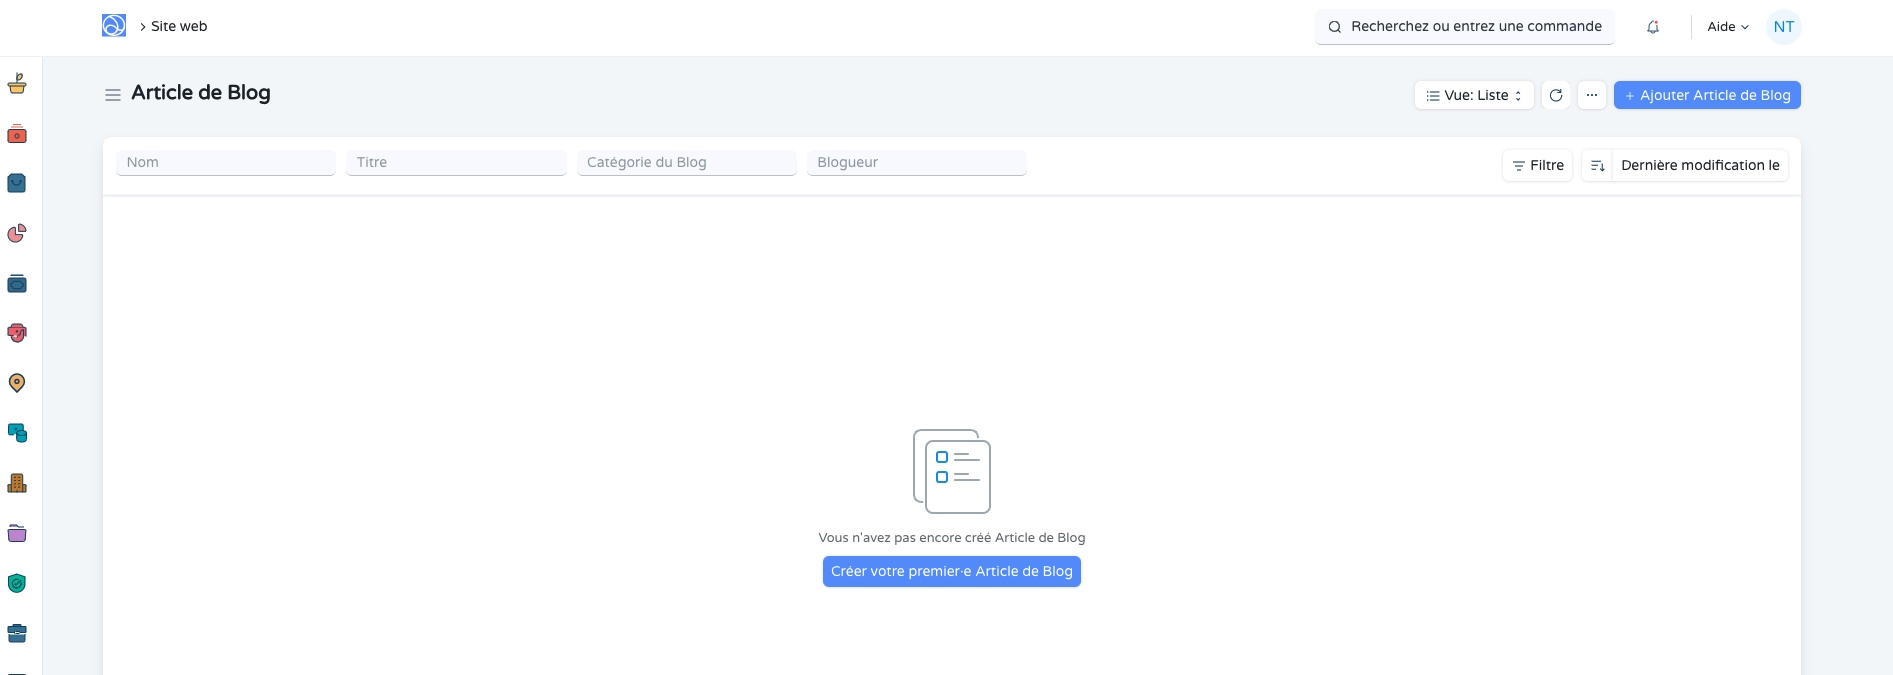 Site web
Recherchez ou entrez une commande
Aide
NT
Article de Blog
Vue: Liste
...
+ Ajouter Article de Blog
Nom
Titre
Catégorie du Blog
Blogueur
Filtre
Dernière modification le
Vous n'avez pas encore créé Article de Blog
Créer votre premier·e Article de Blog